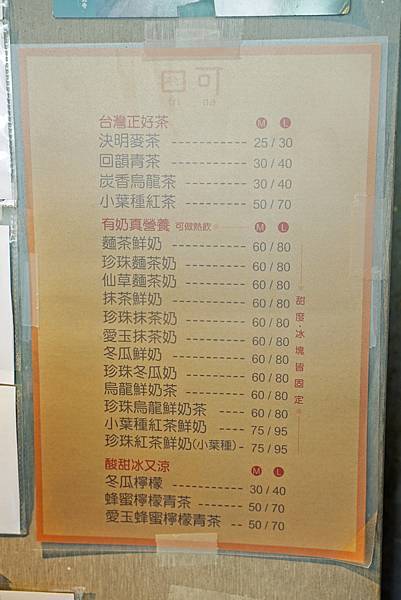 可田
台灣正好茶 M L
決明麥茶 ------------ 25 / 30
回韻青茶 ------------ 30 / 40
炭香烏龍茶 ---------- 30 / 40
小葉種紅茶 ---------- 50 / 70
有奶真營養 可做熱飲 M L
麵茶鮮奶 ------------ 60 / 80
珍珠麵茶奶 ---------- 60 / 80
仙草麵茶奶 ---------- 60 / 80
抹茶鮮奶 ------------ 60 / 80
珍珠抹茶奶 ---------- 60 / 80
愛玉抹茶奶 ---------- 60 / 80
冬瓜鮮奶 ------------ 60 / 80
珍珠冬瓜奶 ---------- 60 / 80
烏龍鮮奶茶 ---------- 60 / 80
珍珠烏龍鮮奶茶 ------ 60 / 80
小葉種紅茶鮮奶 ----- 75 / 95
珍珠紅茶鮮奶(小葉種) - 75 / 95
甜度·冰塊皆固定
酸甜冰又涼 M L
冬瓜檸檬 ------------ 30 / 40
蜂蜜檸檬青茶 ------- 50 / 70
愛玉蜂蜜檸檬青茶 -- 50 / 70